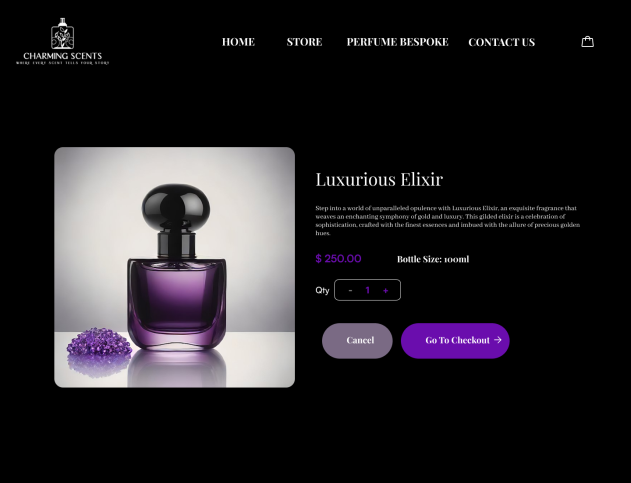 CHARMING SCENTS
WHERE EVERY SCENT TELLS YOUR STORY
HOME STORE PERFUME BESPOKE CONTACT US
Luxurious Elixir
Step into a world of unparalleled opulence with Luxurious Elixir, an exquisite fragrance that
weaves an enchanting symphony of gold and luxury. This gilded elixir is a celebration of
sophistication, crafted with the finest essences and imbued with the allure of precious golden
hues.
$ 250.00 Bottle Size: 100ml
Qty - 1 +
Cancel Go To Checkout →